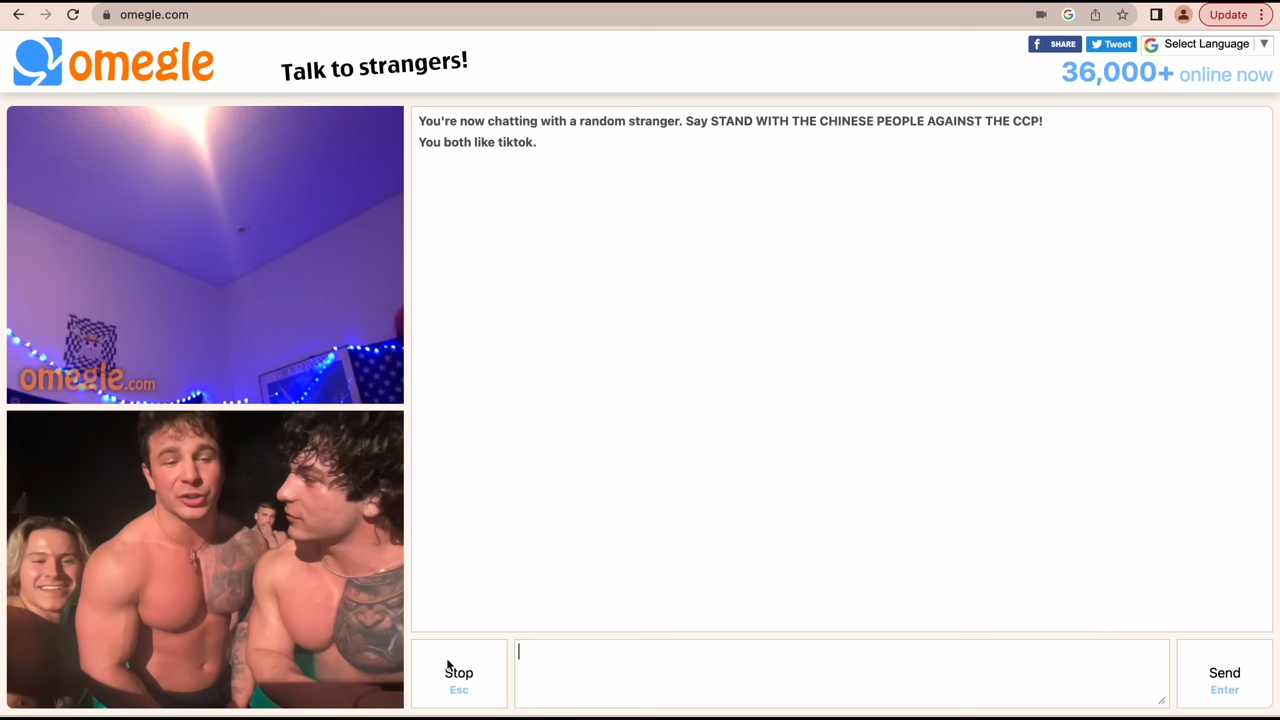 omegle.com
Update
omegle
Talk to strangers!
f SHARE
Tweet
G Select Language ▼
36,000+ online now
You're now chatting with a random stranger. Say STAND WITH THE CHINESE PEOPLE AGAINST THE CCP!
You both like tiktok.
omegle.com
Stop
Esc
Send
Enter